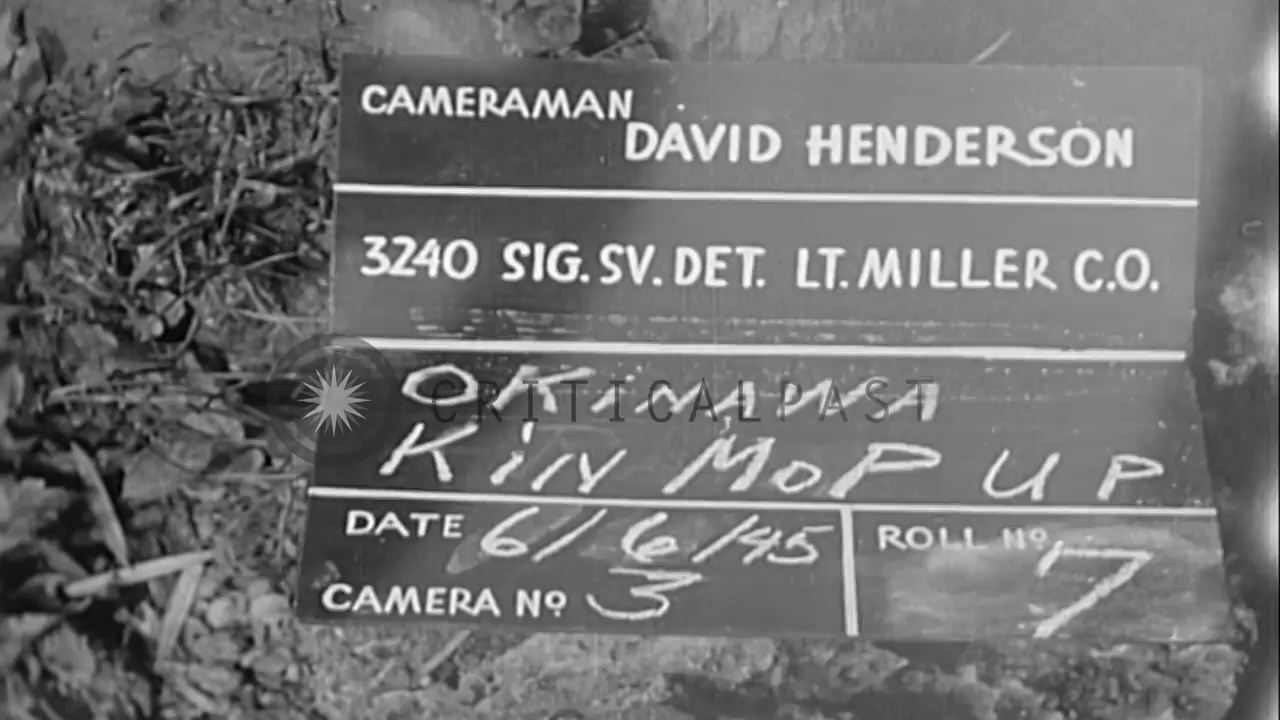 CAMERAMAN
DAVID HENDERSON
3240 SIG. SV. DET. LT. MILLER C.O.
OKiNAWA
CRITICALPAST
KiN MoP UP
DATE 6/6/45
ROLL Nº 7
CAMERA Nº 3